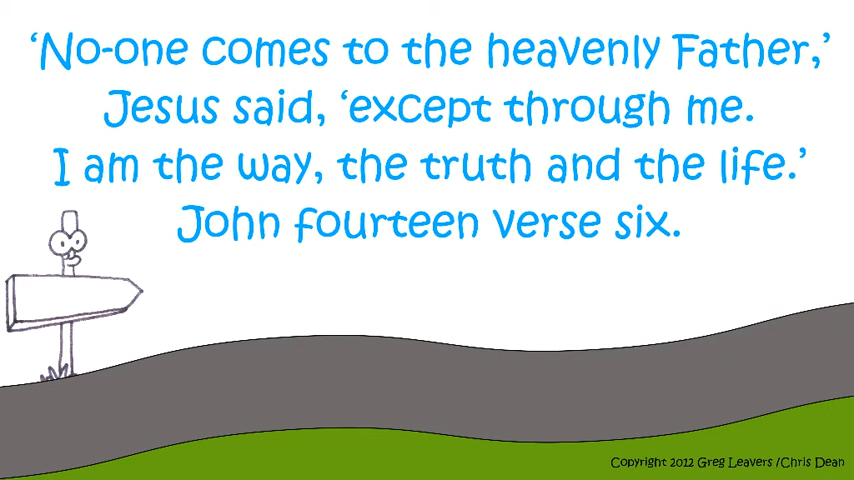 ‘No-one comes to the heavenly Father,’
Jesus said, ‘except through me.
I am the way, the truth and the life.’
John fourteen verse six.
Copyright 2012 Greg Leavers /Chris Dean